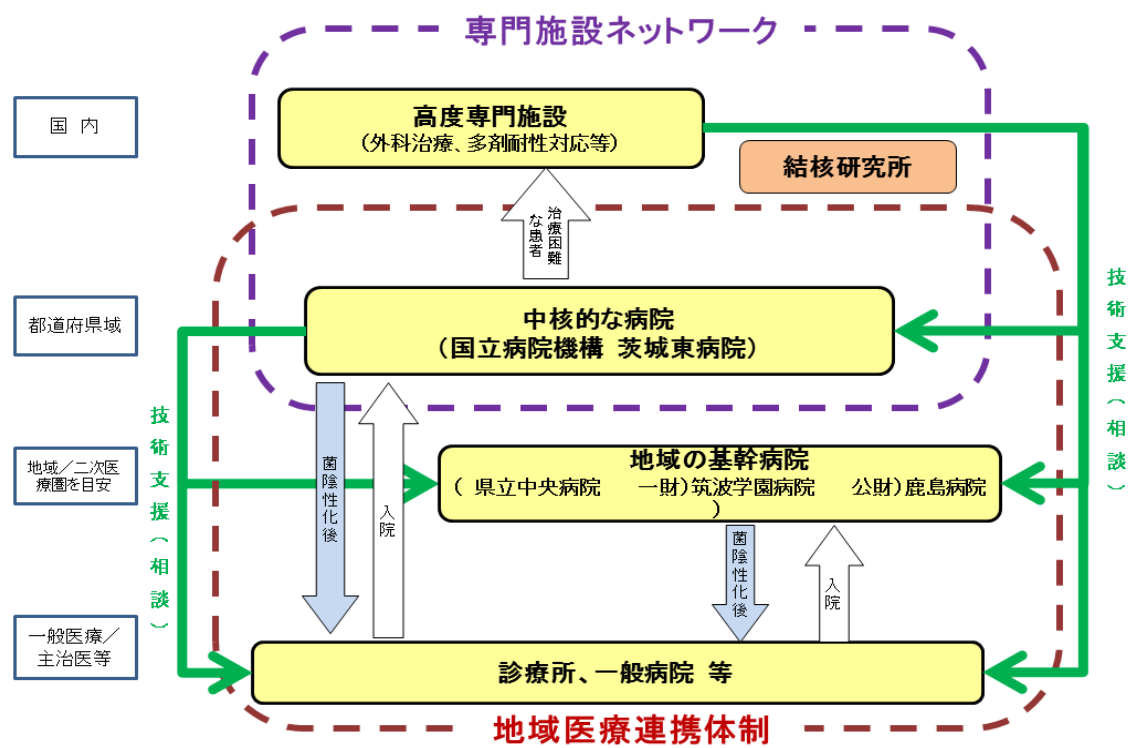 専門施設ネットワーク
国 内
高度専門施設
（外科治療、多剤耐性対応等）
結核研究所
治療困難
な患者
都道府県域
中核的な病院
（国立病院機構 茨城東病院）
技術支援（相談）
技術支援（相談）
地域／二次医
療圏を目安
地域の基幹病院
（ 県立中央病院　　一財）筑波学園病院　　公財）鹿島病院
）
菌陰性化後
入院
菌陰性化後
入院
一般医療／
主治医等
診療所、一般病院 等
地域医療連携体制